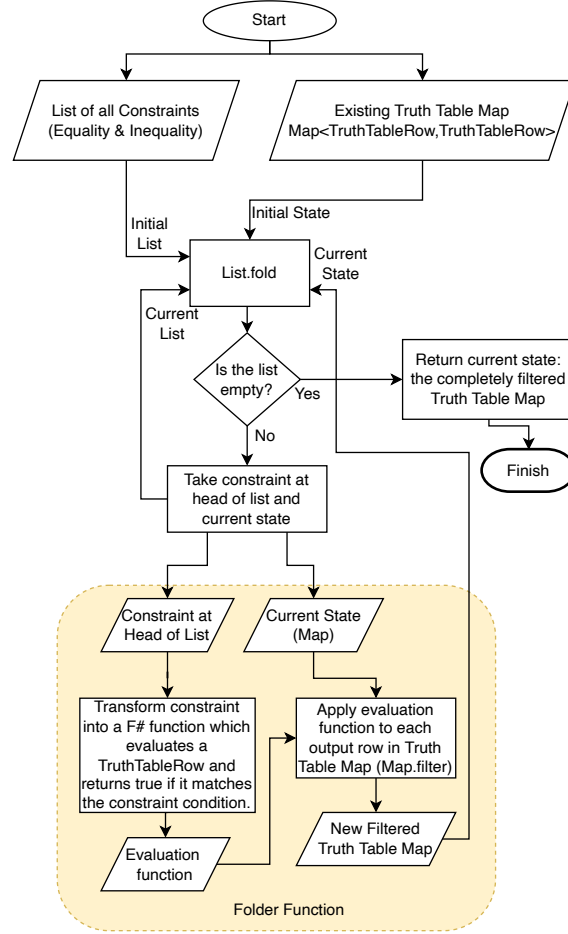 Start
List of all Constraints
(Equality & Inequality)
Existing Truth Table Map
Map<TruthTableRow,TruthTableRow>
Initial
List
Initial State
List.fold
Current
State
Current
List
Is the list
empty?
Yes
No
Return current state:
the completely filtered
Truth Table Map
Finish
Take constraint at
head of list and
current state
Constraint at
Head of List
Current State
(Map)
Transform constraint
into a F# function which
evaluates a
TruthTableRow and
returns true if it matches
the constraint condition.
Apply evaluation
function to each
output row in Truth
Table Map (Map.filter)
Evaluation
function
New Filtered
Truth Table Map
Folder Function